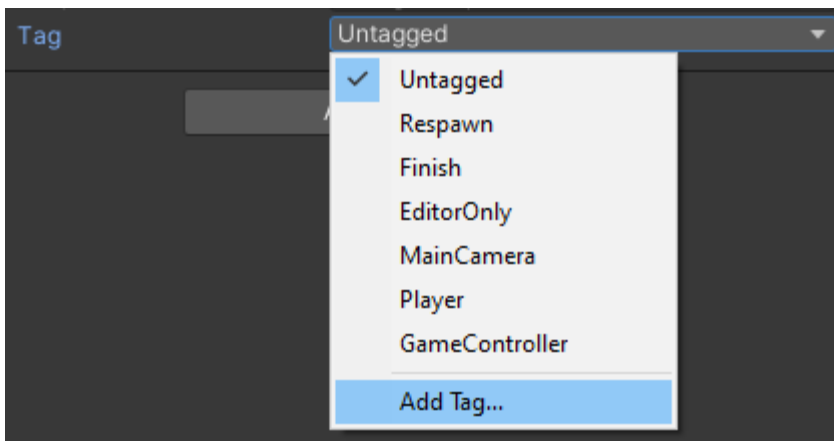 Tag
Untagged
Untagged
Respawn
Finish
EditorOnly
MainCamera
Player
GameController
Add Tag...